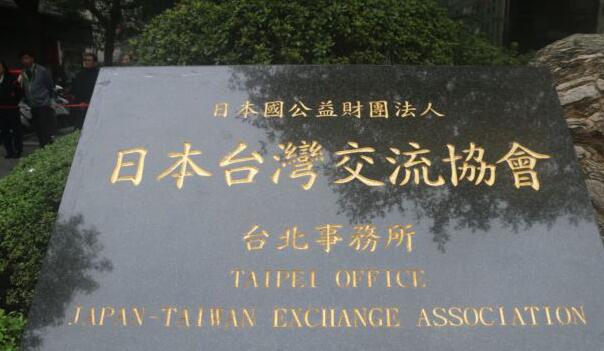 日本國公益財團法人
日本台灣交流協會
台北事務所
TAIPEI OFFICE
JAPAN-TAIWAN EXCHANGE ASSOCIATION